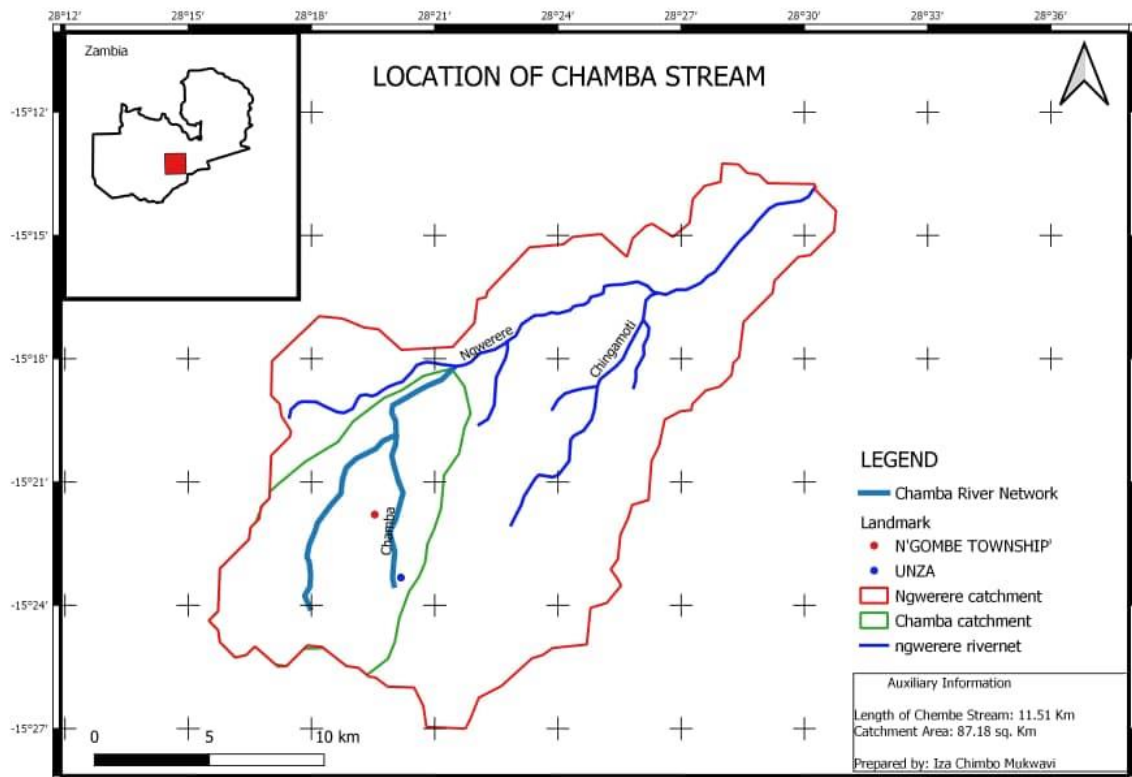 28°12' 28°15' 28°18' 28°21' 28°24' 28°27' 28°30' 28°33' 28°36'
Zambia
LOCATION OF CHAMBA STREAM
-15°12'
-15°15'
-15°18'
-15°21'
-15°24'
-15°27'
Ngwerere
Chingamoti
Chamba
LEGEND
Chamba River Network
Landmark
N'GOMBE TOWNSHIP'
UNZA
Ngwerere catchment
Chamba catchment
ngwerere rivernet
Auxiliary Information
Length of Chembe Stream: 11.51 Km
Catchment Area: 87.18 sq. Km
Prepared by: Iza Chimbo Mukwavi
0 5 10 km